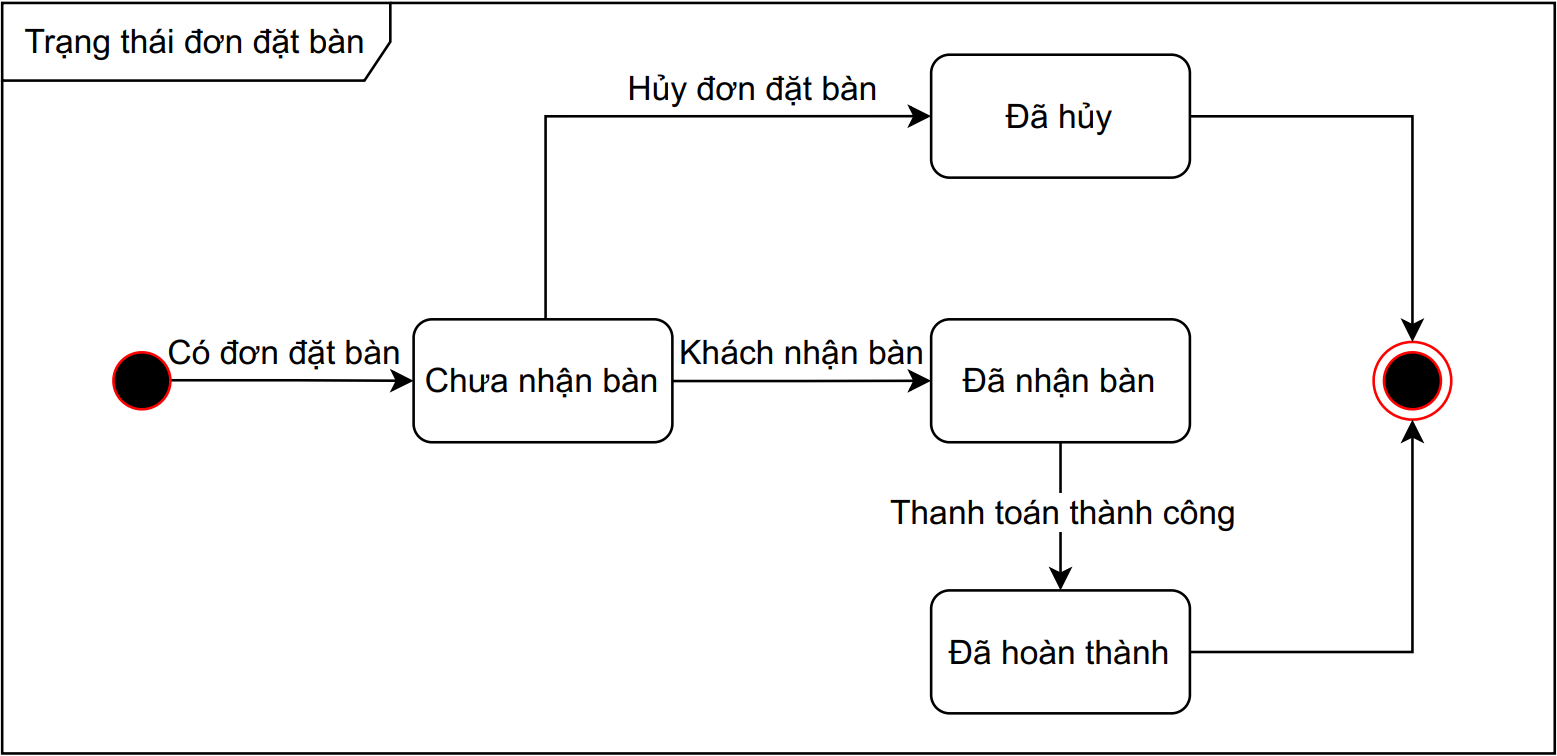 Trạng thái đơn đặt bàn
Hủy đơn đặt bàn
Đã hủy
Có đơn đặt bàn
Chưa nhận bàn
Khách nhận bàn
Đã nhận bàn
Thanh toán thành công
Đã hoàn thành